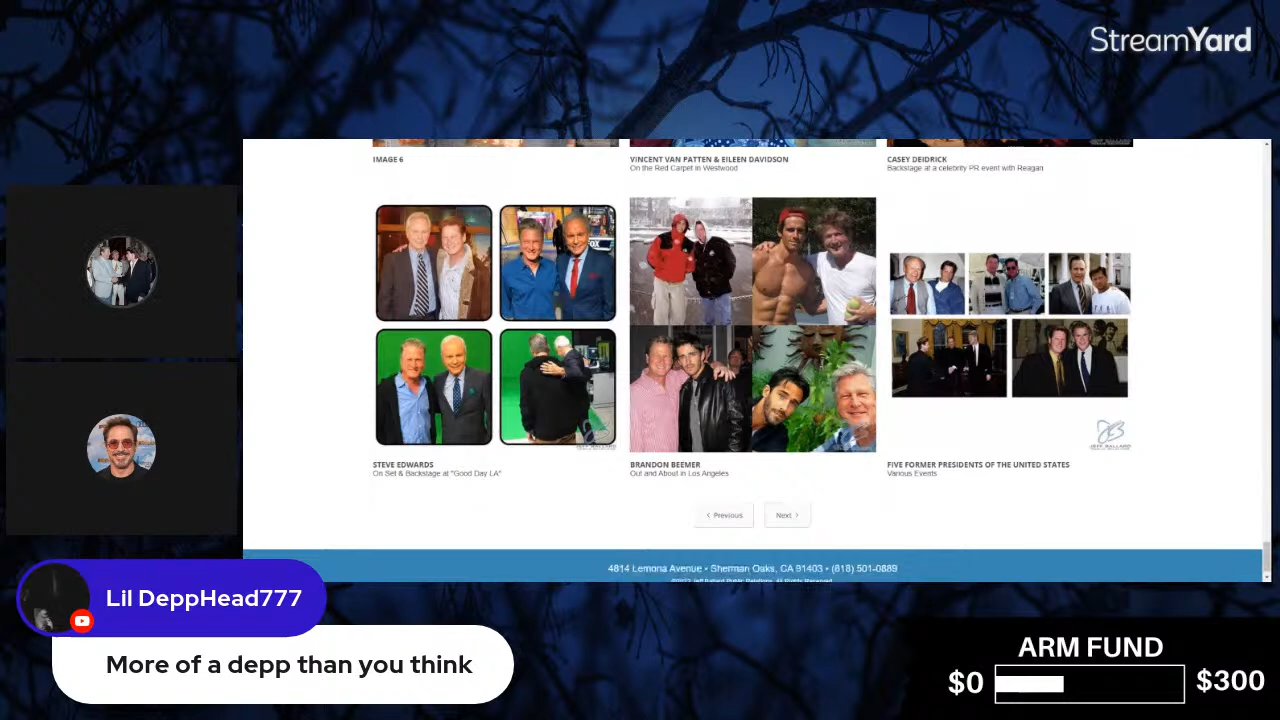 StreamYard
IMAGE 6
VINCENT VAN PATTEN & EILEEN DAVIDSON
On the Red Carpet in Westwood
CASEY DEIDRICK
Backstage at a celebrity PR event with Reagan
STEVE EDWARDS
On Set & Backstage at "Good Day LA"
BRANDON BEEMER
Out and About in Los Angeles
FIVE FORMER PRESIDENTS OF THE UNITED STATES
Various Events
< Previous
Next >
4814 Lemona Avenue • Sherman Oaks, CA 91403 • (818) 501-0889
Lil DeppHead777
More of a depp than you think
ARM FUND
$0
$300